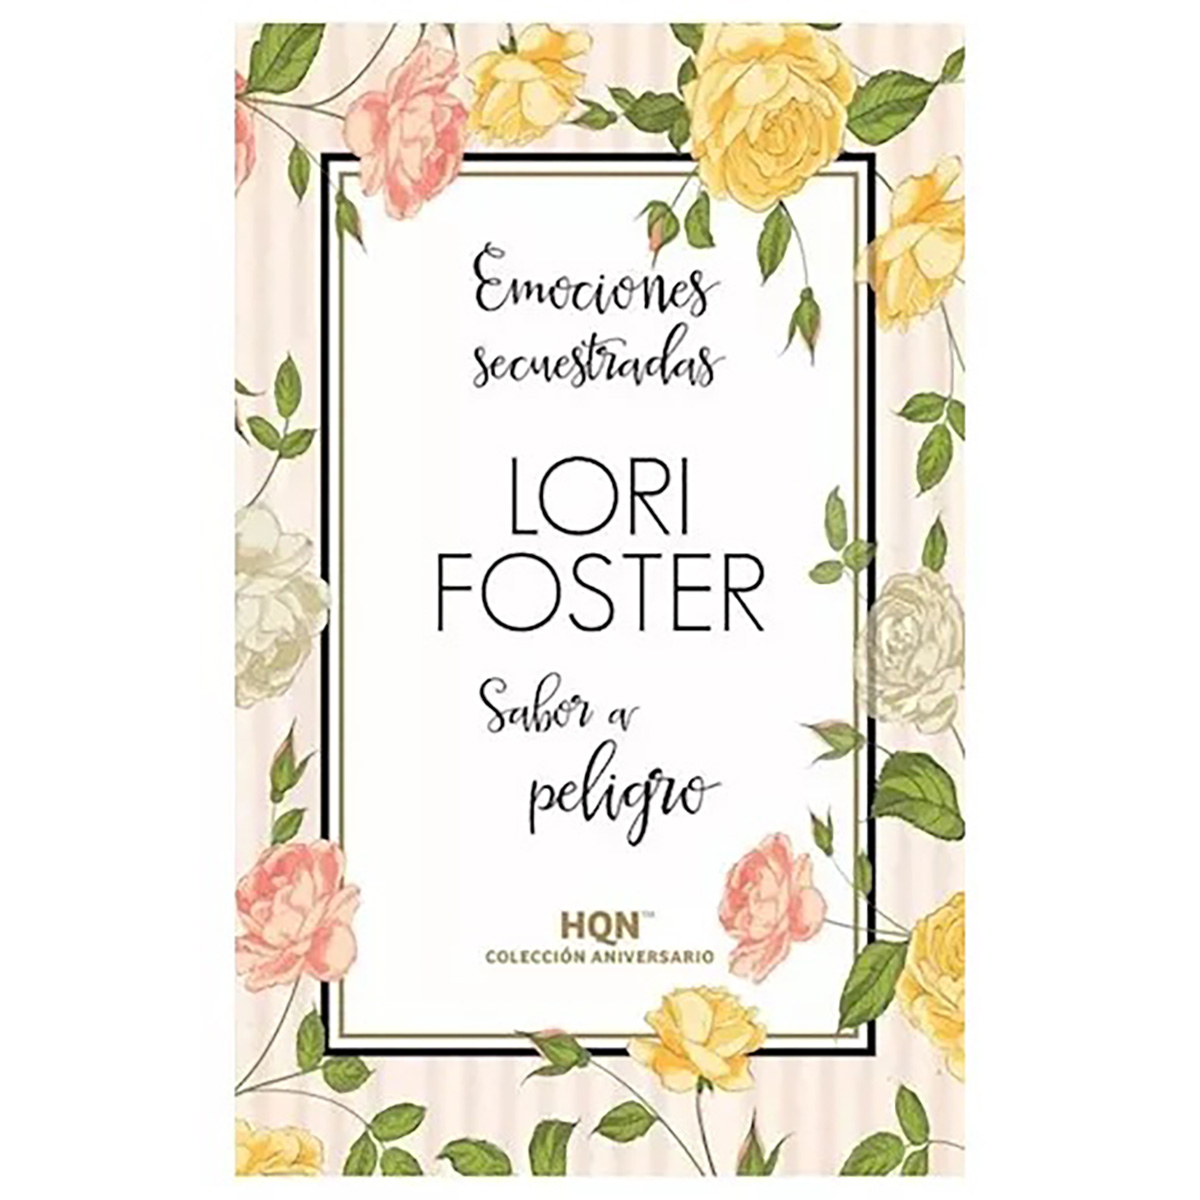 Emociones
secuestradas
LORI
FOSTER
Sabor a
peligro
HQN™
COLECCIÓN ANIVERSARIO